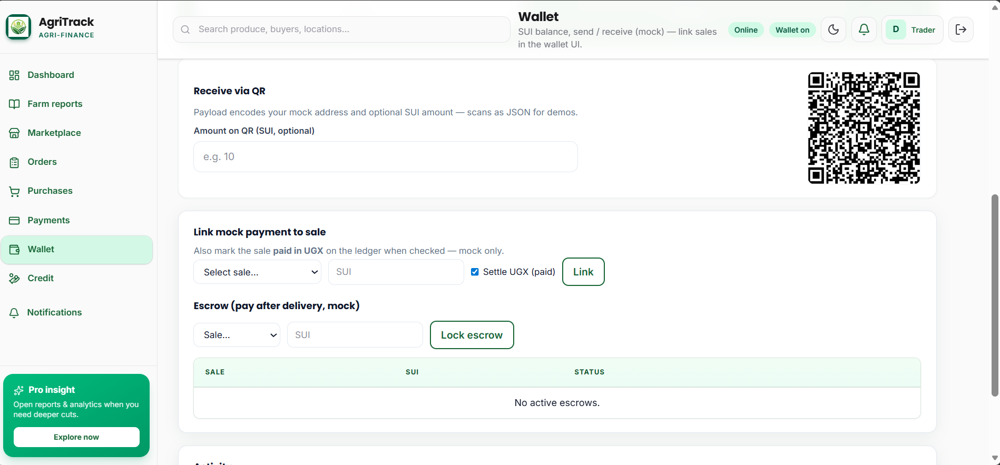 AgriTrack
AGRI-FINANCE
Dashboard
Farm reports
Marketplace
Orders
Purchases
Payments
Wallet
Credit
Notifications
Pro insight
Open reports & analytics when you
need deeper cuts.
Explore now
Search produce, buyers, locations...
Wallet
SUI balance, send / receive (mock) — link sales
in the wallet UI.
Online
Wallet on
D
Trader
Receive via QR
Payload encodes your mock address and optional SUI amount — scans as JSON for demos.
Amount on QR (SUI, optional)
e.g. 10
Link mock payment to sale
Also mark the sale paid in UGX on the ledger when checked — mock only.
Select sale...
SUI
Settle UGX (paid)
Link
Escrow (pay after delivery, mock)
Sale...
SUI
Lock escrow
SALE SUI STATUS
No active escrows.